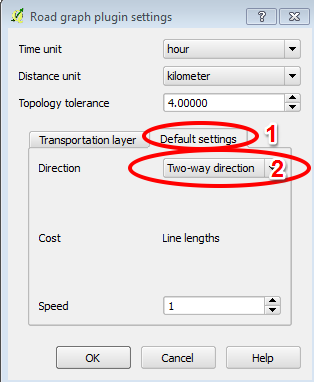 Road graph plugin settings
Time unit hour
Distance unit kilometer
Topology tolerance 4.00000
Transportation layer Default settings 1
Direction Two-way direction 2
Cost Line lengths
Speed 1
OK Cancel Help